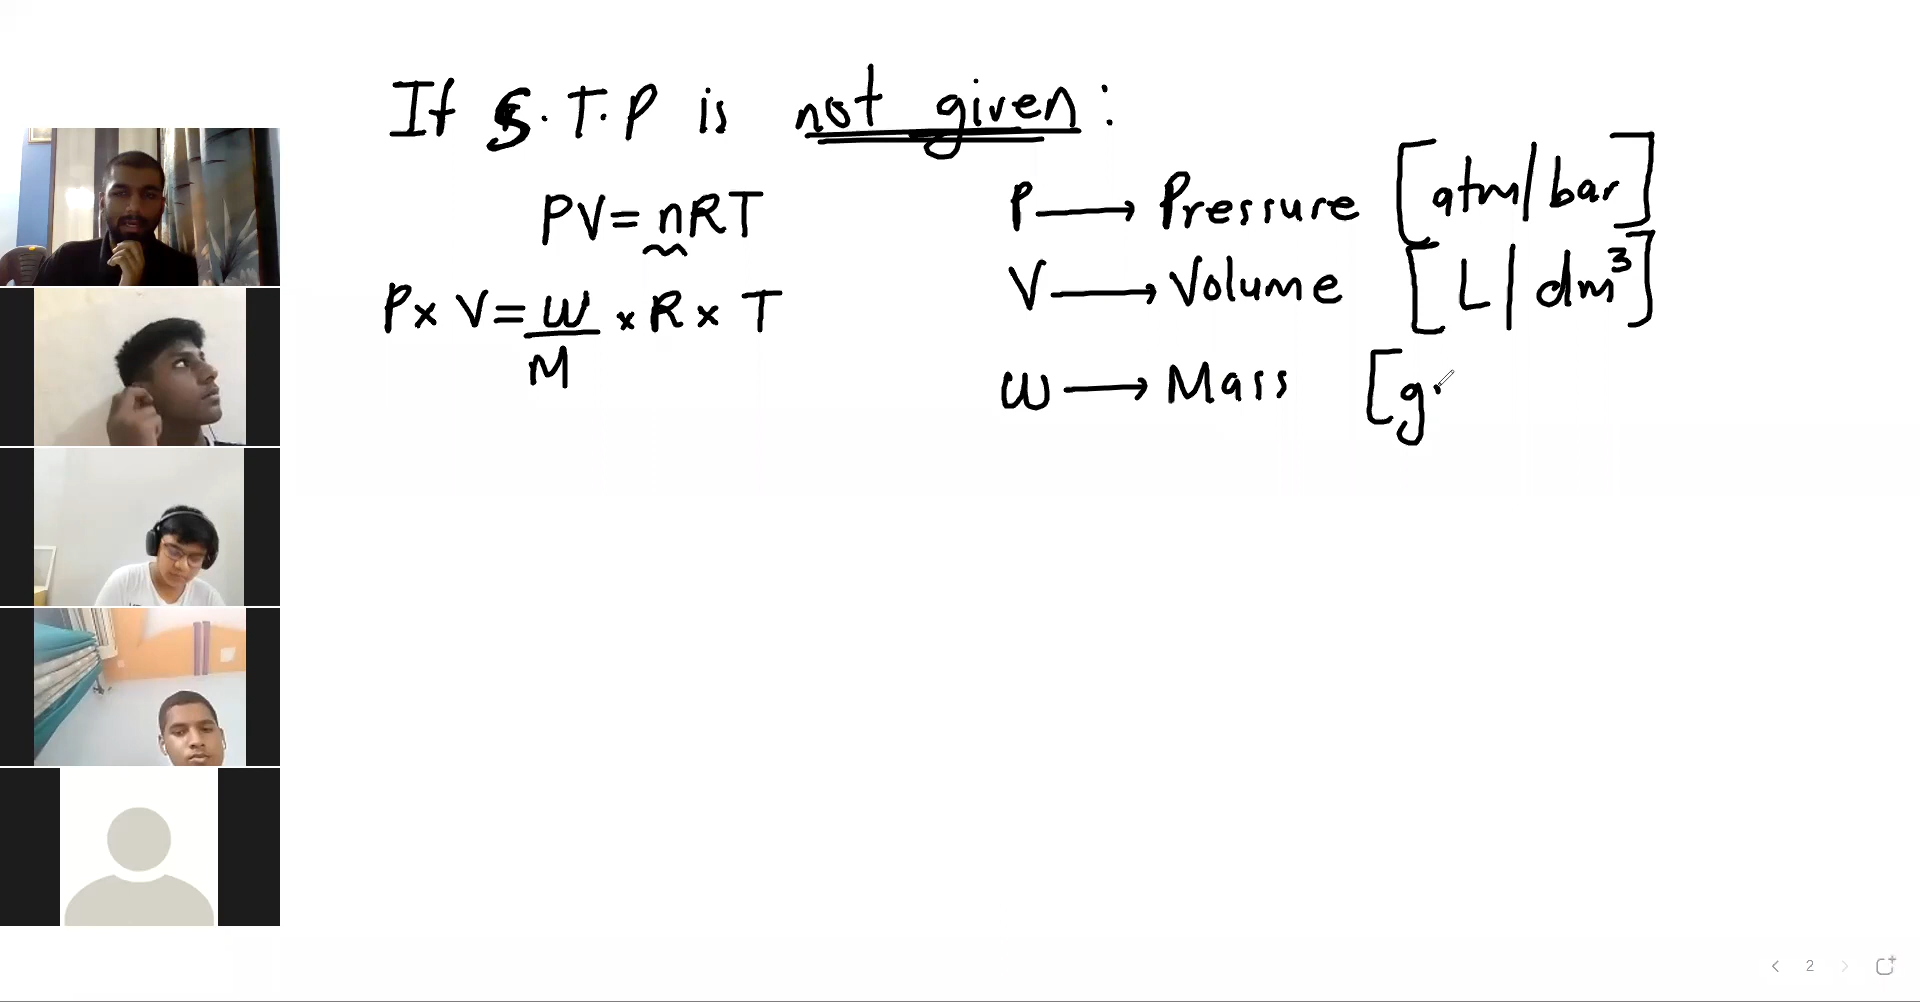 If S.T.P is not given:
PV = nRT
P x V = w/M x R x T
P → Pressure [atm/bar]
V → Volume [L/dm³]
w → Mass [g.
2